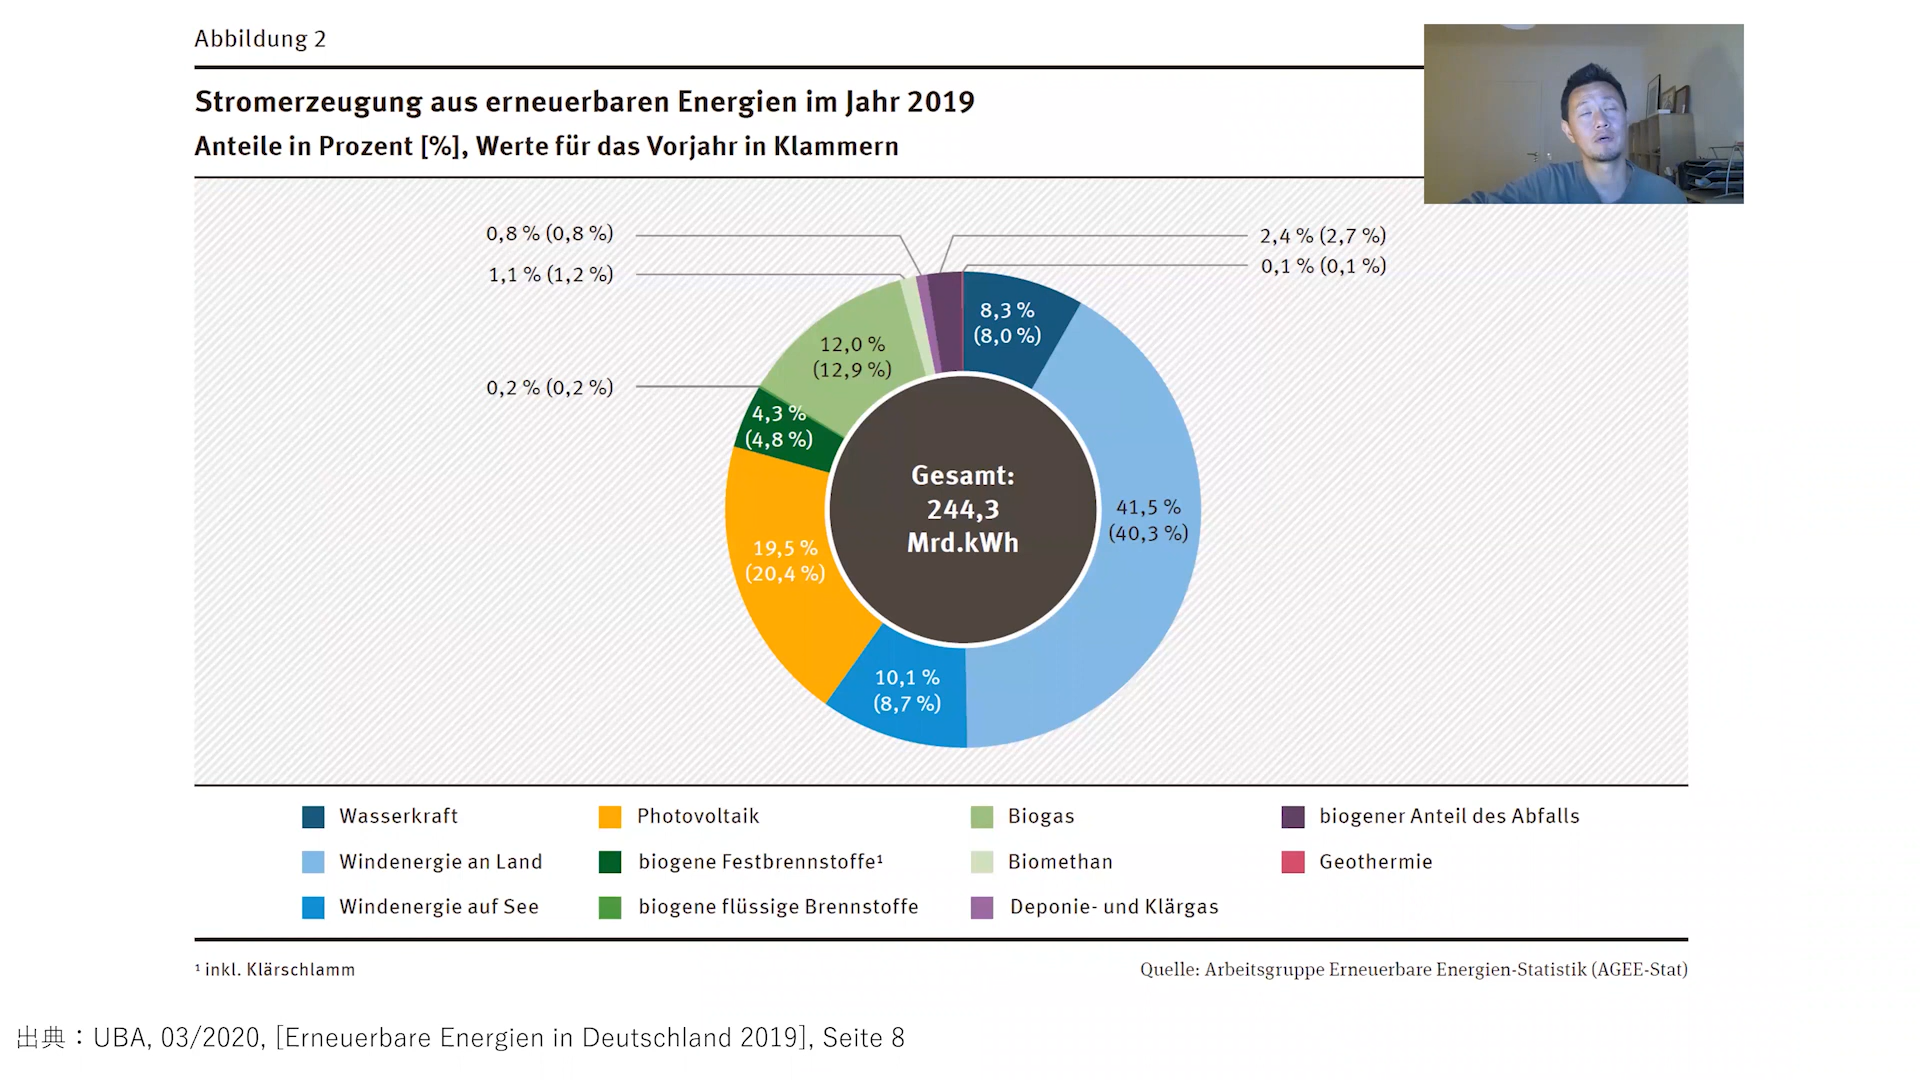 Abbildung 2
Stromerzeugung aus erneuerbaren Energien im Jahr 2019
Anteile in Prozent [%], Werte für das Vorjahr in Klammern
0,8 % (0,8 %)
2,4 % (2,7 %)
1,1 % (1,2 %)
0,1 % (0,1 %)
8,3 %
(8,0 %)
12,0 %
(12,9 %)
0,2 % (0,2 %)
4,3 %
(4,8 %)
Gesamt:
244,3
Mrd.kWh
41,5 %
(40,3 %)
19,5 %
(20,4 %)
10,1 %
(8,7 %)
Wasserkraft
Photovoltaik
Biogas
biogener Anteil des Abfalls
Windenergie an Land
biogene Festbrennstoffe¹
Biomethan
Geothermie
Windenergie auf See
biogene flüssige Brennstoffe
Deponie- und Klärgas
¹ inkl. Klärschlamm
Quelle: Arbeitsgruppe Erneuerbare Energien-Statistik (AGEE-Stat)
出典：UBA, 03/2020, [Erneuerbare Energien in Deutschland 2019], Seite 8